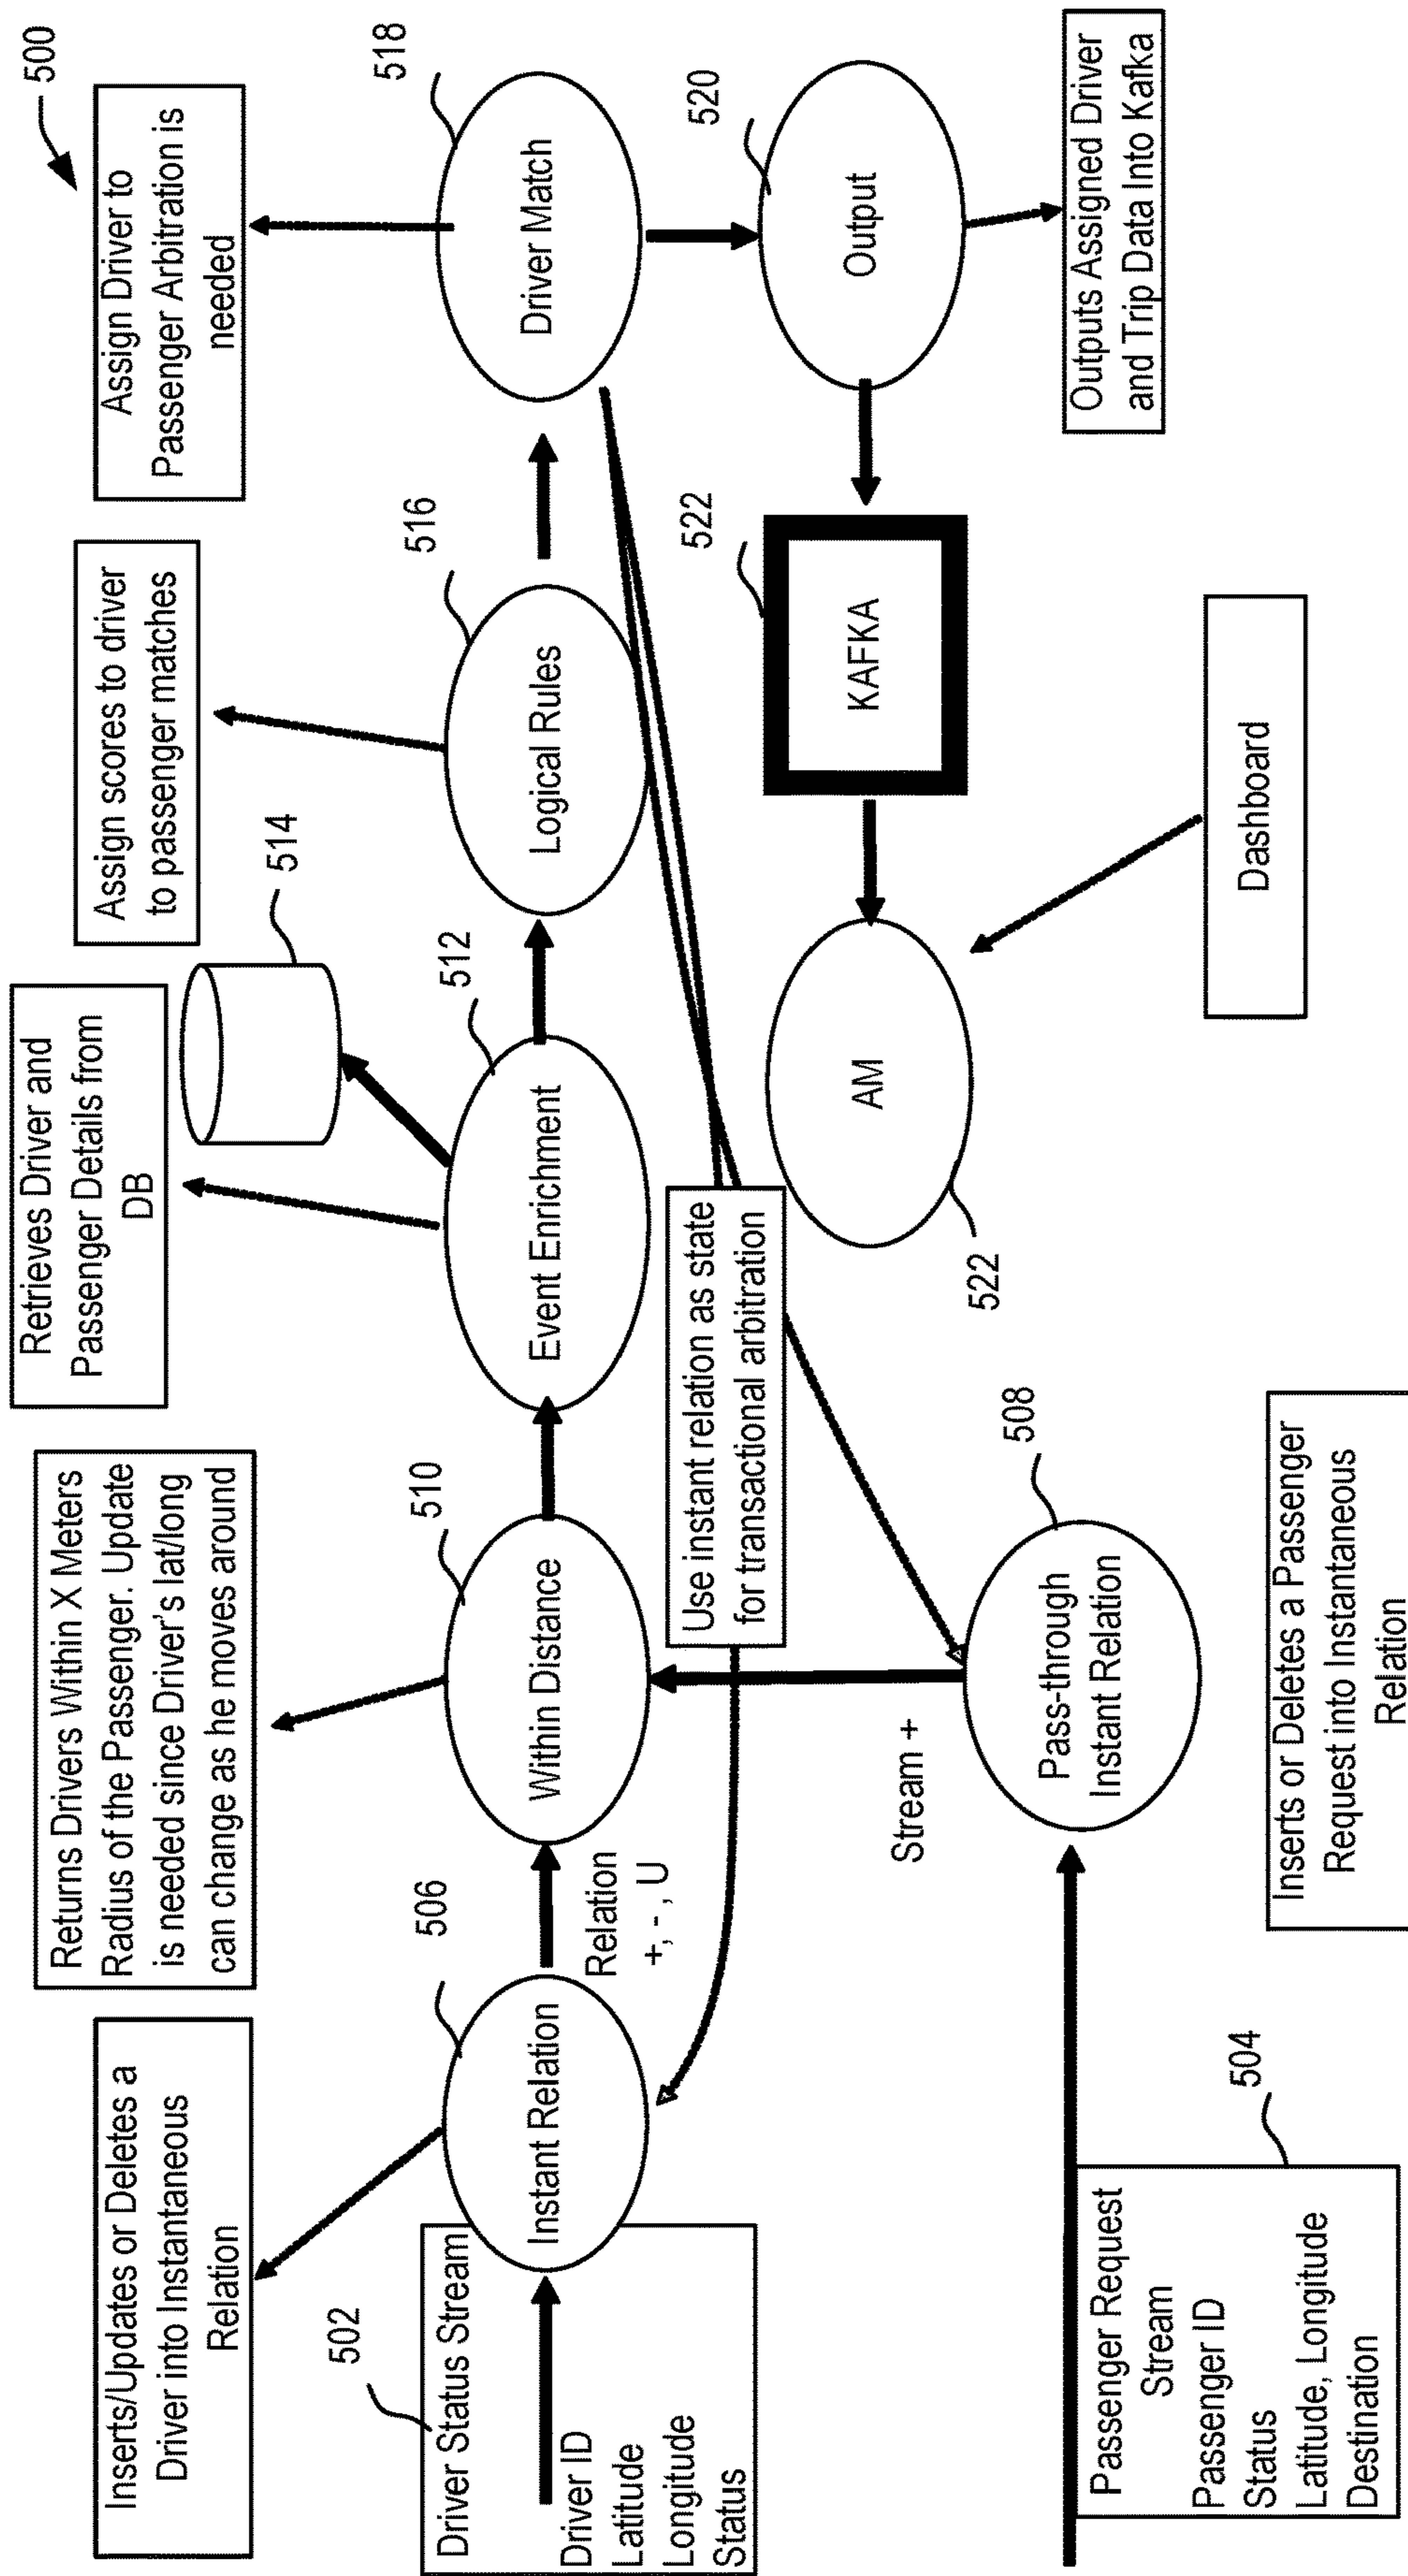 500
Inserts/Updates or Deletes a
Driver into Instantaneous
Relation
Returns Drivers Within X Meters
Radius of the Passenger. Update
is needed since Driver's lat/long
can change as he moves around
Retrieves Driver and
Passenger Details from
DB
514
Assign scores to driver
to passenger matches
Assign Driver to
Passenger Arbitration is
needed
502
Driver Status Stream
Driver ID
Latitude
Longitude
Status
506
Instant Relation
Relation
+, - , U
510
Within Distance
512
Event Enrichment
516
Logical Rules
518
Driver Match
Use instant relation as state
for transactional arbitration
522
AM
522
KAFKA
520
Output
Outputs Assigned Driver
and Trip Data Into Kafka
Dashboard
504
Passenger Request
Stream
Passenger ID
Status
Latitude, Longitude
Destination
Stream +
508
Pass-through
Instant Relation
Inserts or Deletes a Passenger
Request into Instantaneous
Relation